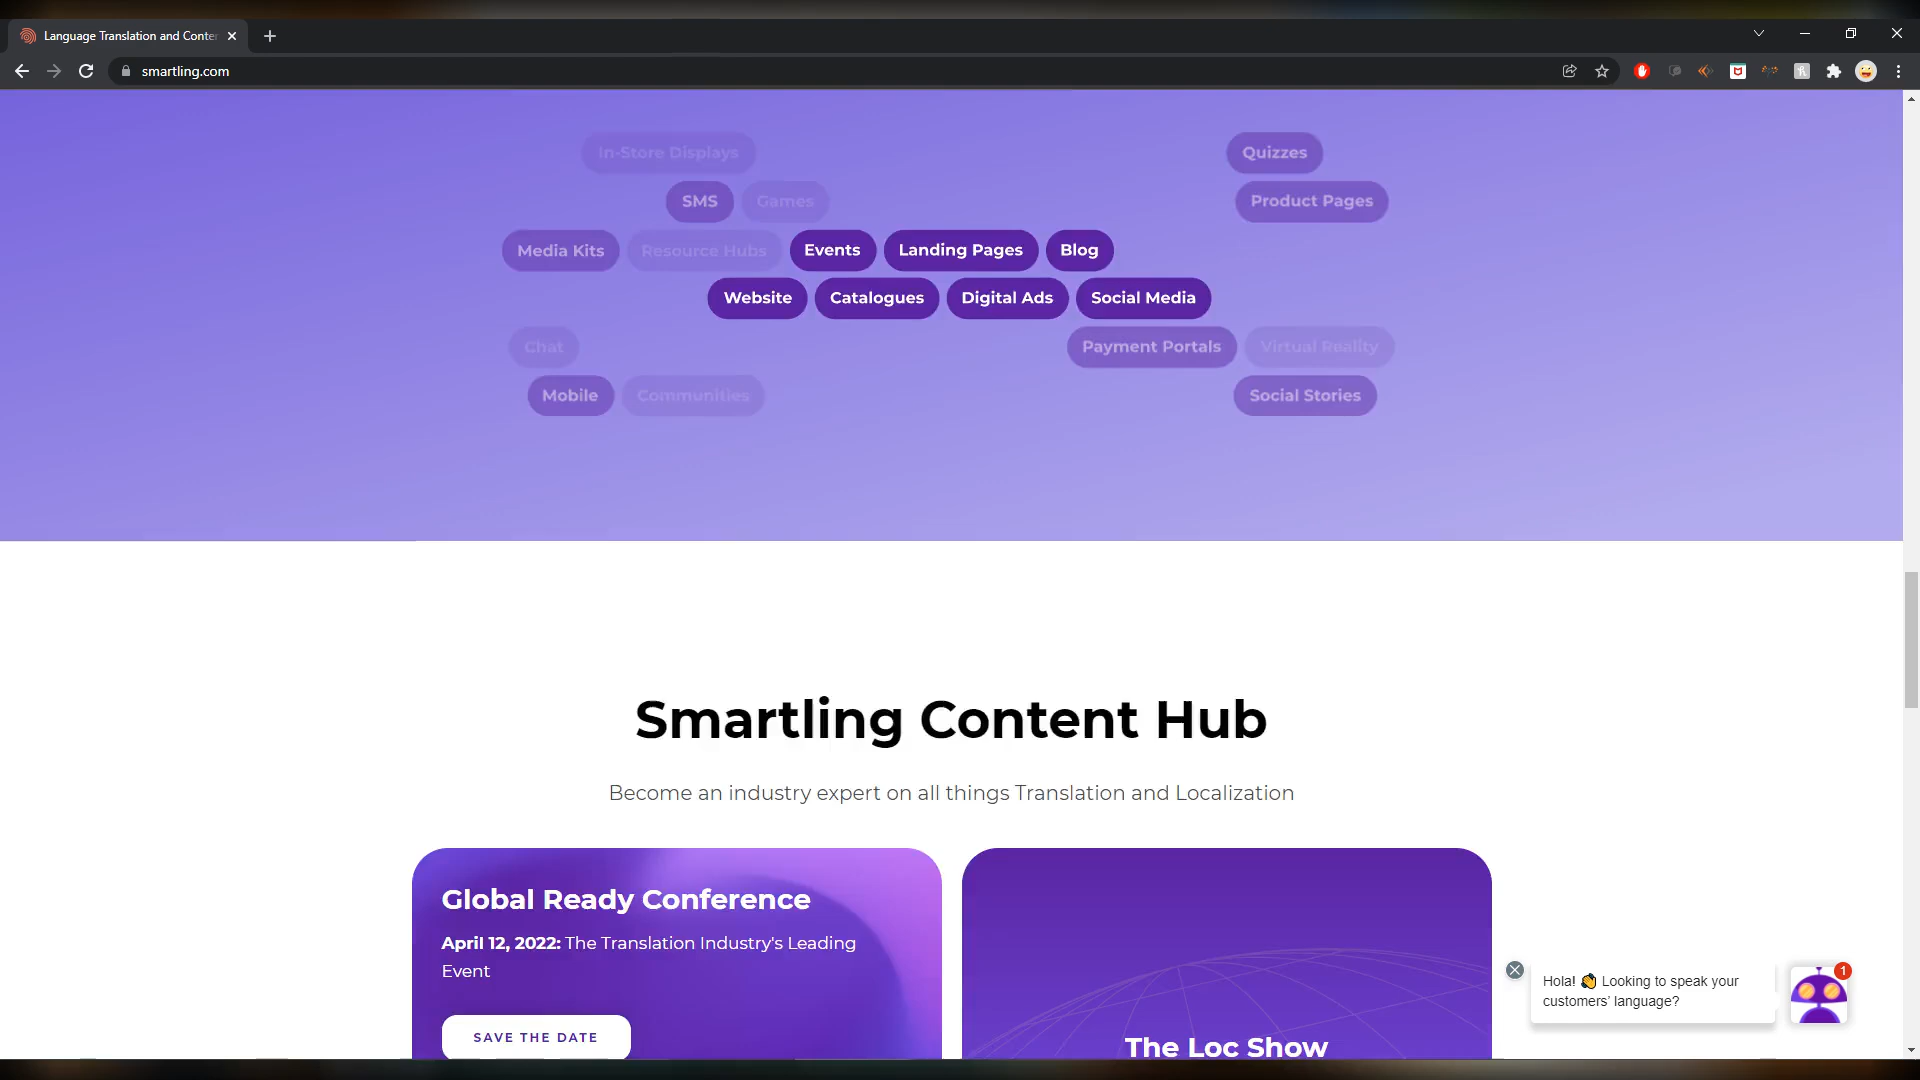 Language Translation and Conte
smartling.com
In-Store Displays
Quizzes
SMS
Games
Product Pages
Media Kits
Resource Hubs
Events
Landing Pages
Blog
Website
Catalogues
Digital Ads
Social Media
Chat
Payment Portals
Virtual Reality
Mobile
Communities
Social Stories
Smartling Content Hub
Become an industry expert on all things Translation and Localization
Global Ready Conference
April 12, 2022: The Translation Industry's Leading
Event
SAVE THE DATE
The Loc Show
Hola! 👋 Looking to speak your
customers’ language?
1